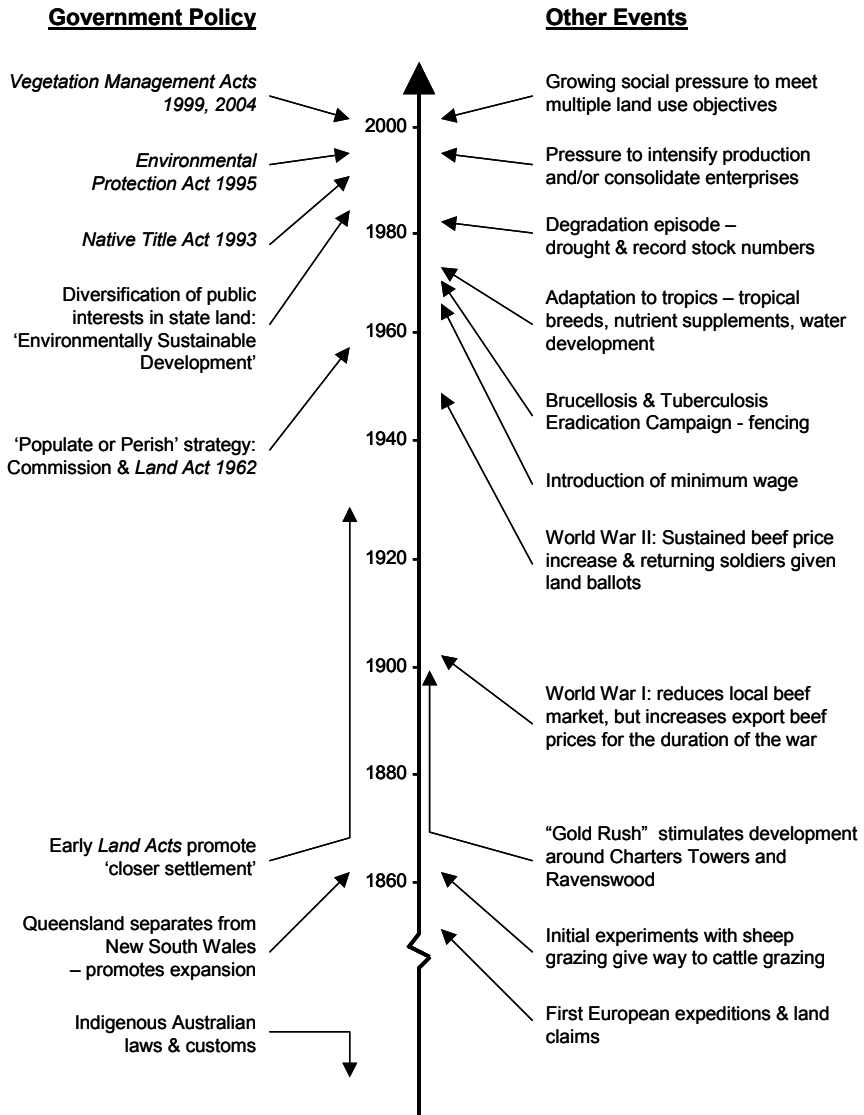 Government Policy
Vegetation Management Acts
1999, 2004
Environmental
Protection Act 1995
Native Title Act 1993
Diversification of public
interests in state land:
‘Environmentally Sustainable
Development’
‘Populate or Perish’ strategy:
Commission & Land Act 1962
Early Land Acts promote
‘closer settlement’
Queensland separates from
New South Wales
– promotes expansion
Indigenous Australian
laws & customs
2000
1980
1960
1940
1920
1900
1880
1860
Other Events
Growing social pressure to meet
multiple land use objectives
Pressure to intensify production
and/or consolidate enterprises
Degradation episode –
drought & record stock numbers
Adaptation to tropics – tropical
breeds, nutrient supplements, water
development
Brucellosis & Tuberculosis
Eradication Campaign - fencing
Introduction of minimum wage
World War II: Sustained beef price
increase & returning soldiers given
land ballots
World War I: reduces local beef
market, but increases export beef
prices for the duration of the war
“Gold Rush” stimulates development
around Charters Towers and
Ravenswood
Initial experiments with sheep
grazing give way to cattle grazing
First European expeditions & land
claims